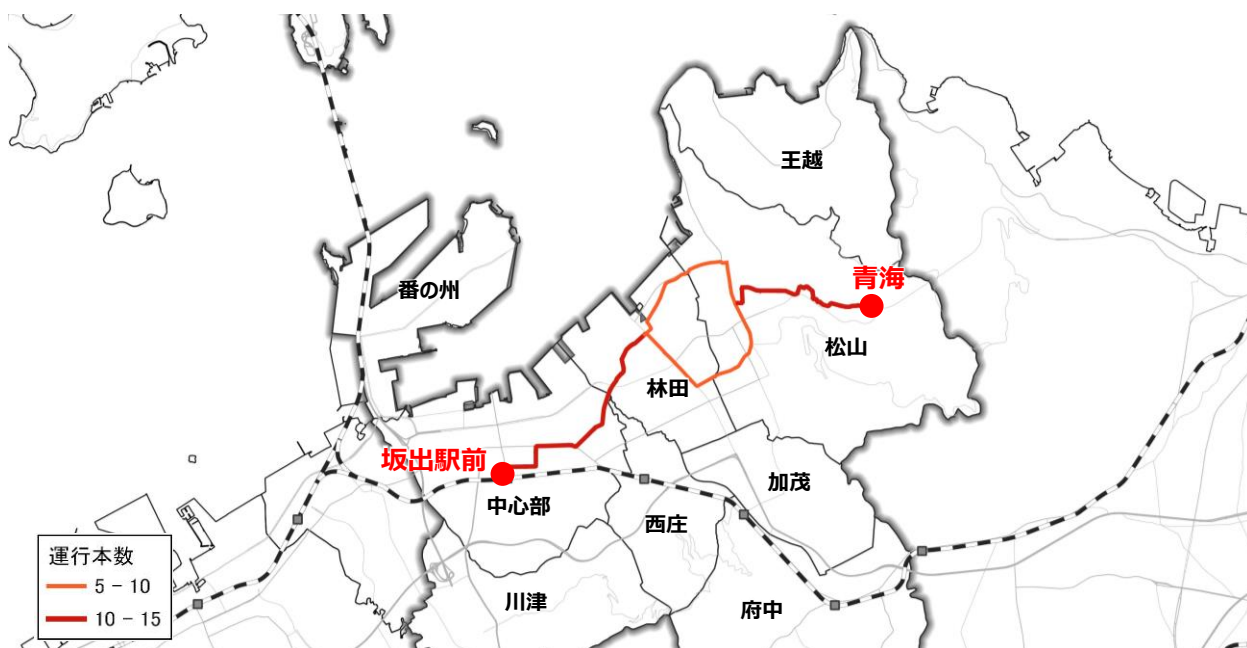 王越
青海
番の州
松山
林田
坂出駅前
加茂
中心部
西庄
川津
府中
運行本数
5 - 10
10 - 15